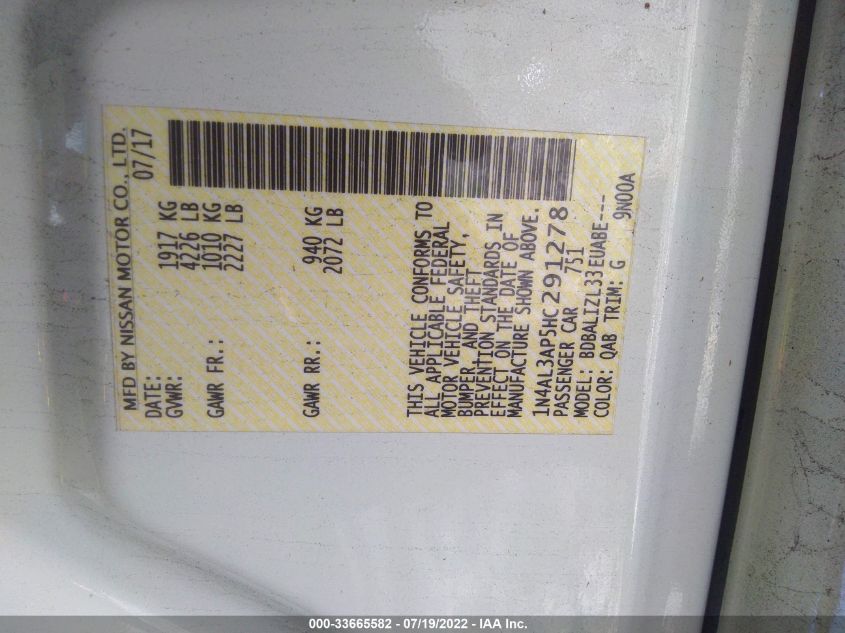 MFD BY NISSAN MOTOR CO., LTD.
DATE: 07/17
GVWR: 1917 KG
4226 LB
GAWR FR.: 1010 KG
2227 LB
GAWR RR.: 940 KG
2072 LB
THIS VEHICLE CONFORMS TO
ALL APPLICABLE FEDERAL
MOTOR VEHICLE SAFETY,
BUMPER, AND THEFT
PREVENTION STANDARDS IN
EFFECT ON THE DATE OF
MANUFACTURE SHOWN ABOVE.
1N4AL3AP5HC291278
PASSENGER CAR 751
MODEL: BDBALIZL33EUABE---
COLOR: QAB TRIM: G 9N00A
000-33665582 - 07/19/2022 - IAA Inc.